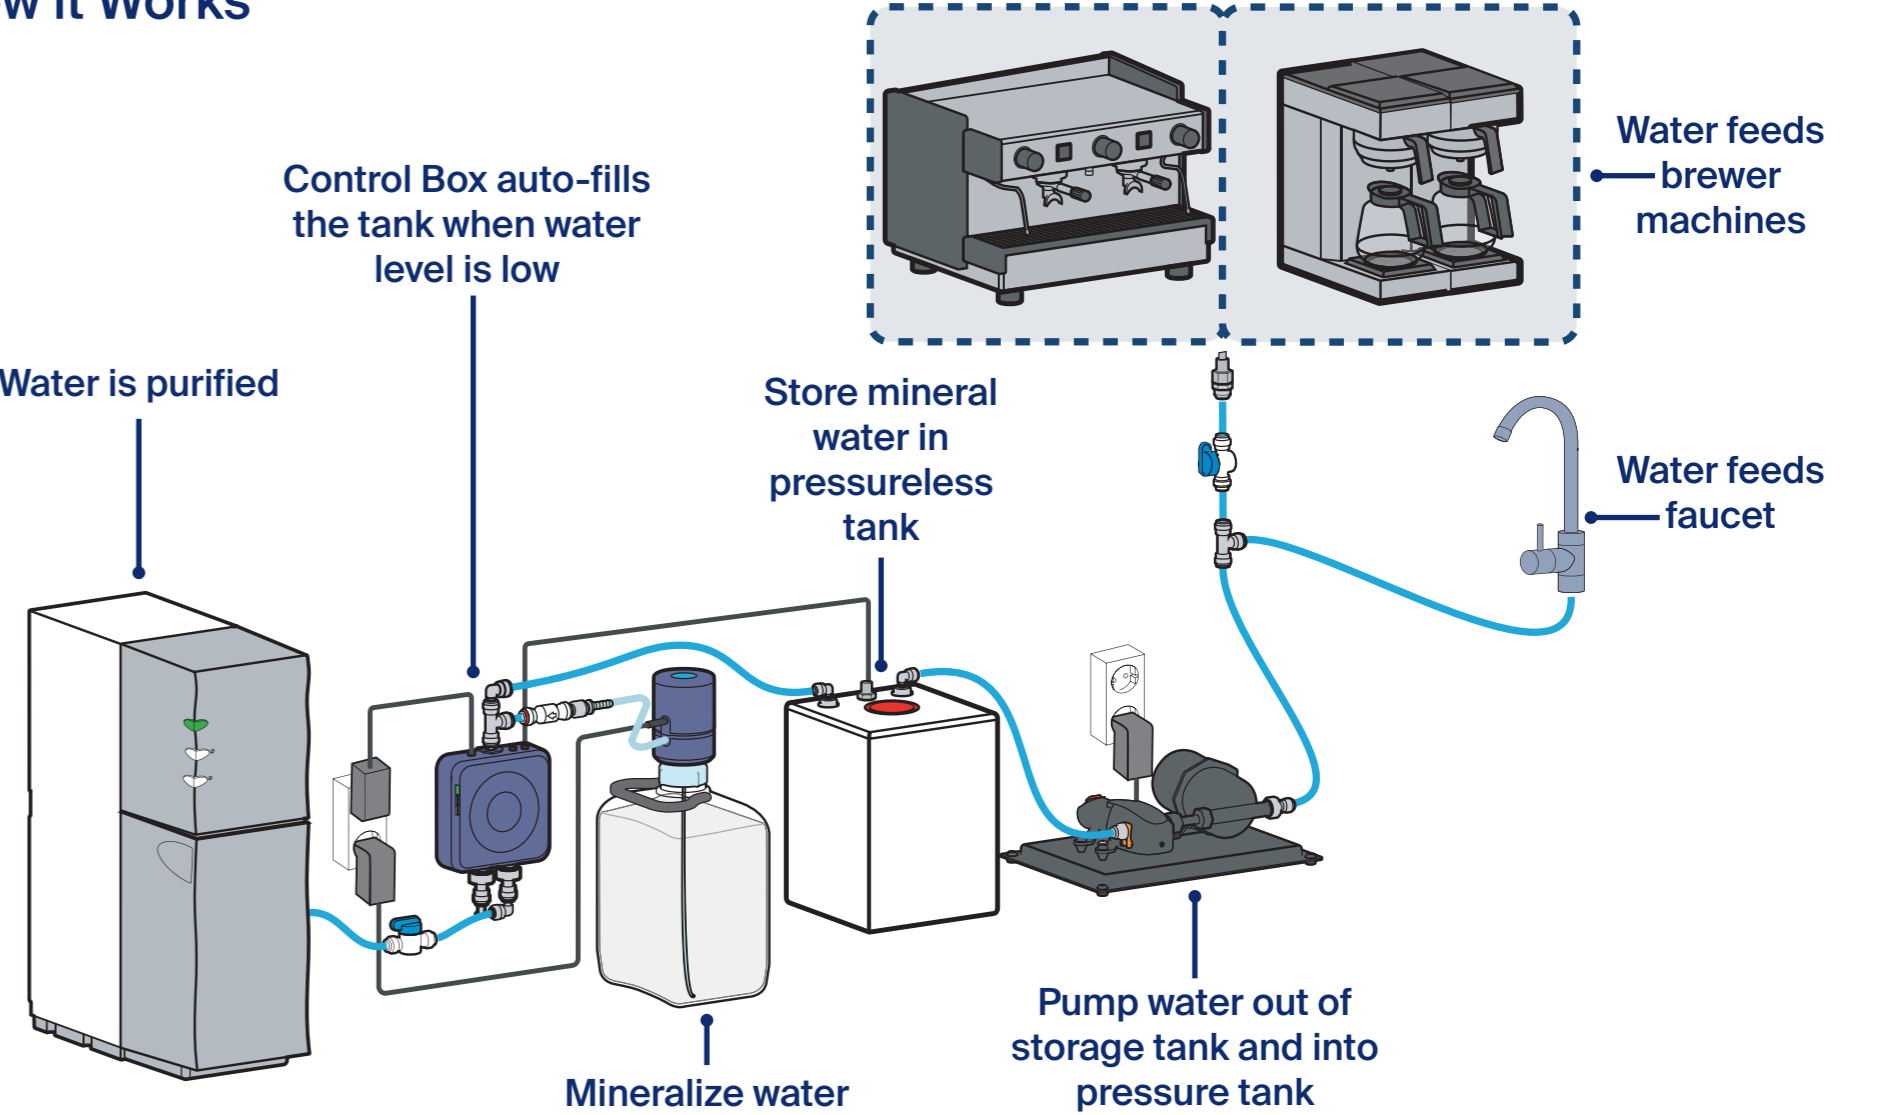 It Works
Control Box auto-fills
the tank when water
level is low
Water is purified
Store mineral
water in
pressureless
tank
Water feeds
brewer
machines
Water feeds
faucet
Mineralize water
Pump water out of
storage tank and into
pressure tank